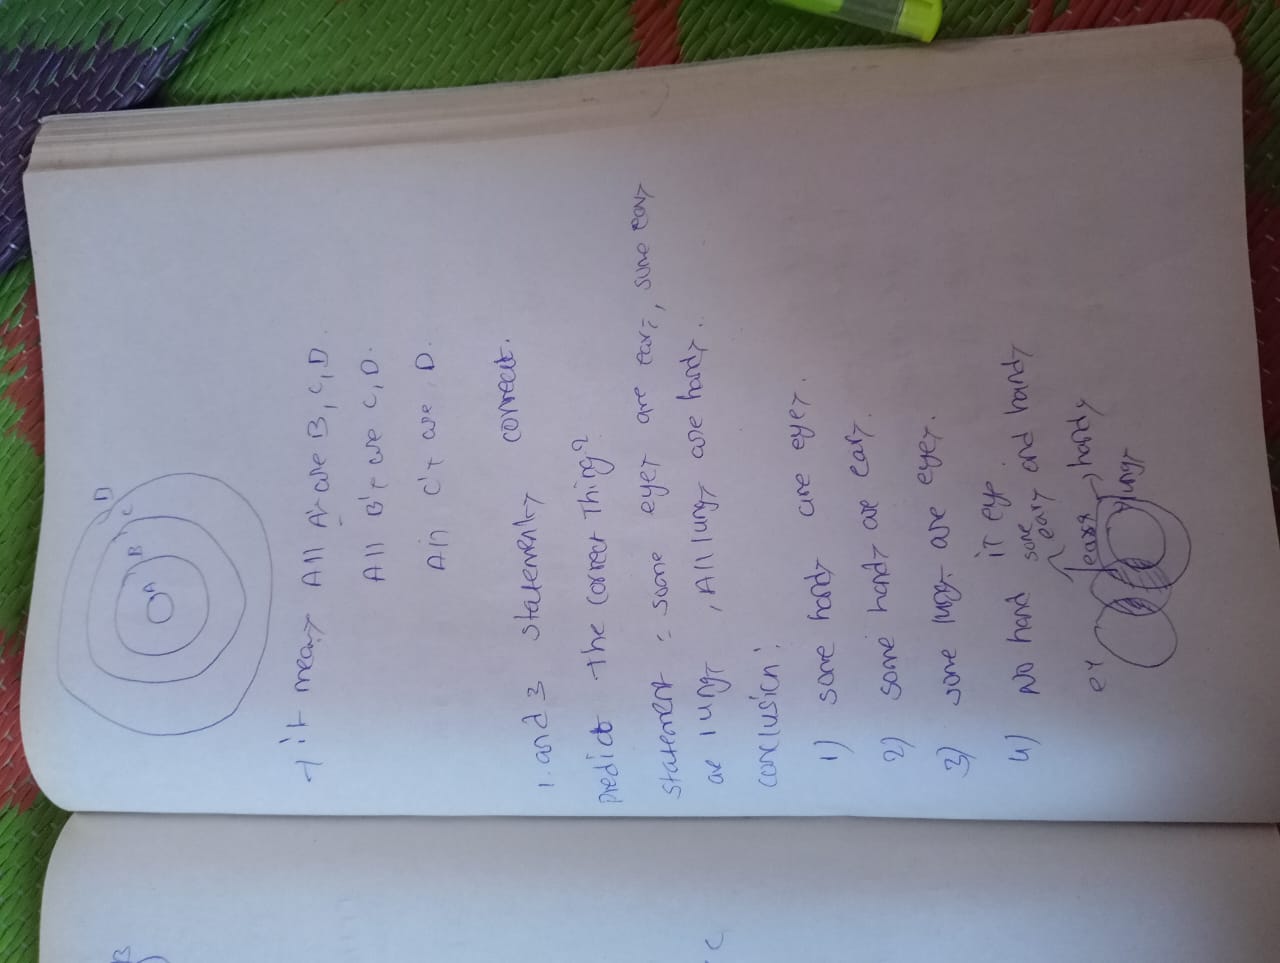 D
C
B
A
→ it means All A's are B, C, D.
All B's are C, D.
All C's are D.
1. and 3 statements correct.
predict the correct thing?
statement : some eyes are ears, some ears
are lungs, All lungs are hands.
conclusion:
1) some hands are eyes.
2) some hands are ears.
3) some lungs are eyes.
4) No hand is eye.
some ears and hands
ey ears hands
lungs
B
C